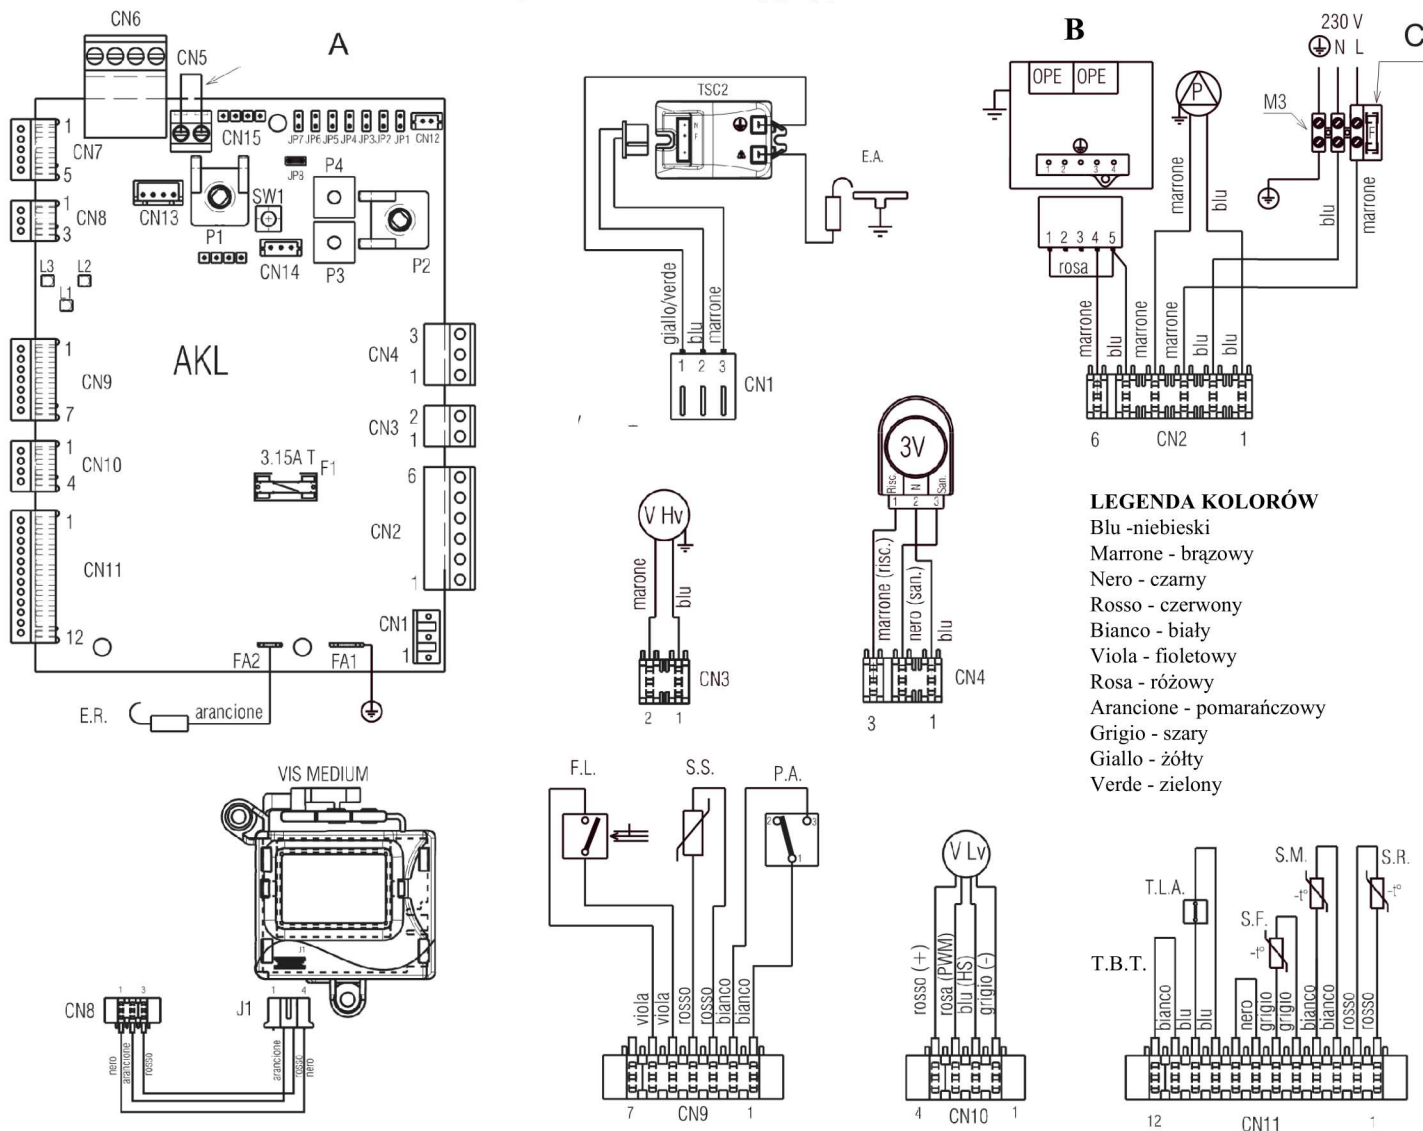 CN6
A
CN5
CN15
JP7 JP6 JP5 JP4 JP3 JP2 JP1 CN12
1
CN7
5
JP8
P4
CN13
SW1
1
CN8
3
P1
CN14
P3
P2
L3
L2
L1
3
CN4
1
1
CN9
7
AKL
2
CN3
1
1
CN10
4
3.15A T
F1
6
CN2
1
1
CN11
12
CN1
1
FA2
FA1
E.R.
arancione
TSC2
N
F
E.A.
giallo/verde
blu
marrone
1 2 3
CN1
B
OPE OPE
1 2 3 4
1 2 3 4 5
rosa
P
marrone
blu
230 V
N L
C
M3
F
blu
marrone
marrone
blu
marrone
marrone
blu
blu
6
CN2
1
V Hv
marone
blu
CN3
2 1
3V
Risc.
N
San.
1 2 3
marrone (risc.)
nero (san.)
blu
CN4
3
1
LEGENDA KOLORÓW
Blu -niebieski
Marrone - brązowy
Nero - czarny
Rosso - czerwony
Bianco - biały
Viola - fioletowy
Rosa - różowy
Arancione - pomarańczowy
Grigio - szary
Giallo - żółty
Verde - zielony
VIS MEDIUM
J1
CN8
1 3
nero
arancione
rosso
J1
1 4
arancione
rosso
nero
F.L.
S.S.
P.A.
2
3
1
viola
viola
rosso
rosso
bianco
bianco
7
CN9
1
V Lv
rosso (+)
rosa (PWM)
blu (HS)
grigio (-)
4
CN10
1
T.B.T.
T.L.A.
S.F.
-t°
S.M.
-t°
S.R.
-t°
bianco
blu
blu
nero
grigio
grigio
bianco
bianco
rosso
rosso
12
CN11
1